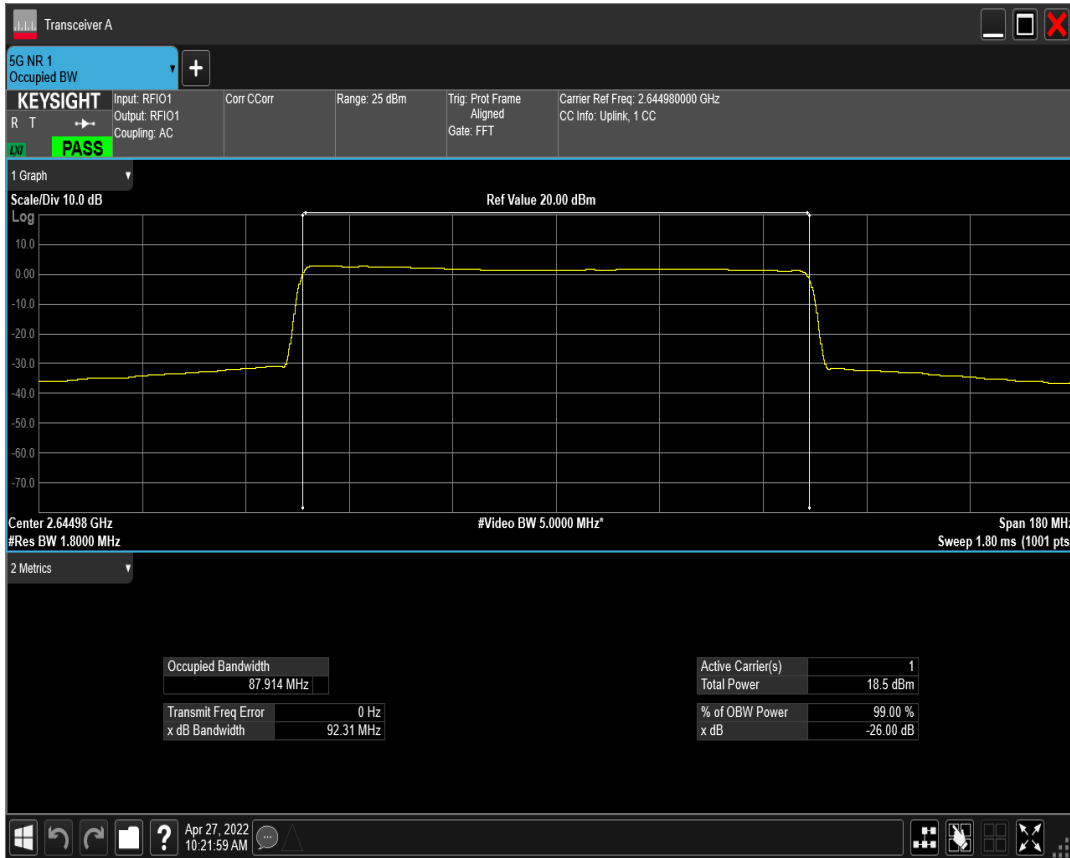 Transceiver A
5G NR 1
Occupied BW
KEYSIGHT
R T
LXI
PASS
Input: RFIO1
Output: RFIO1
Coupling: AC
Corr CCorr
Range: 25 dBm
Trig: Prot Frame
Aligned
Gate: FFT
Carrier Ref Freq: 2.644980000 GHz
CC Info: Uplink, 1 CC
1 Graph
Scale/Div 10.0 dB
Ref Value 20.00 dBm
Log
10.0
0.00
-10.0
-20.0
-30.0
-40.0
-50.0
-60.0
-70.0
Center 2.64498 GHz
#Video BW 5.0000 MHz*
Span 180 MHz
#Res BW 1.8000 MHz
Sweep 1.80 ms (1001 pts
2 Metrics
Occupied Bandwidth
87.914 MHz
Transmit Freq Error 0 Hz
x dB Bandwidth 92.31 MHz
Active Carrier(s) 1
Total Power 18.5 dBm
% of OBW Power 99.00 %
x dB -26.00 dB
?
Apr 27, 2022
10:21:59 AM